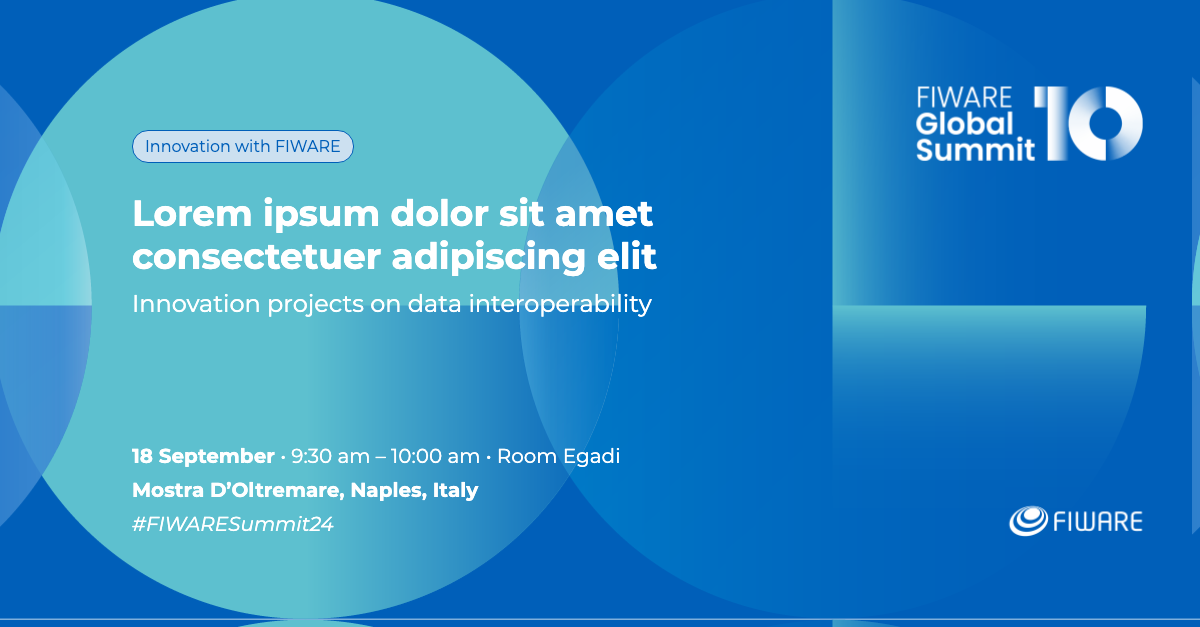 Innovation with FIWARE
Lorem ipsum dolor sit amet
consectetuer adipiscing elit
Innovation projects on data interoperability
18 September · 9:30 am – 10:00 am · Room Egadi
Mostra D’Oltremare, Naples, Italy
#FIWARESummit24
FIWARE
Global
Summit 10
FIWARE